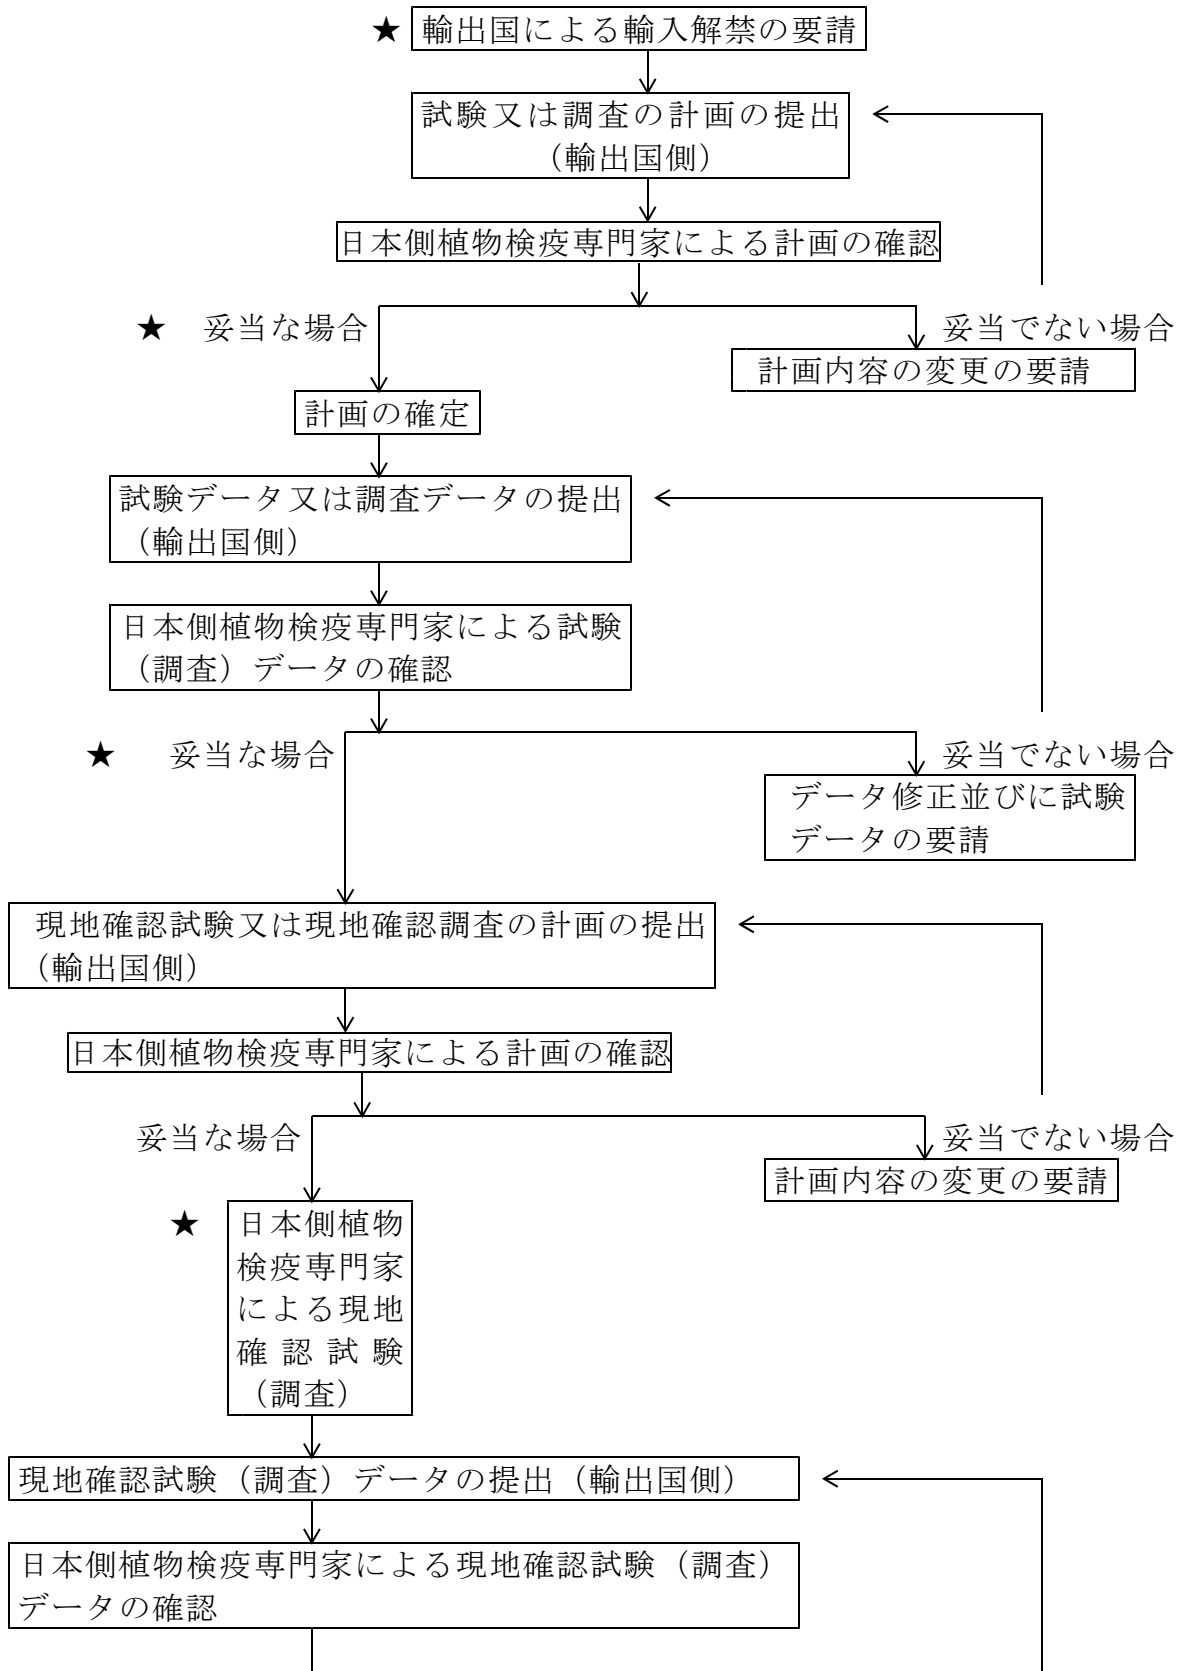 ★ 輸出国による輸入解禁の要請
試験又は調査の計画の提出
（輸出国側）
日本側植物検疫専門家による計画の確認
★ 妥当な場合
妥当でない場合
計画内容の変更の要請
計画の確定
試験データ又は調査データの提出
（輸出国側）
日本側植物検疫専門家による試験
（調査）データの確認
★ 妥当な場合
妥当でない場合
データ修正並びに試験
データの要請
現地確認試験又は現地確認調査の計画の提出
（輸出国側）
日本側植物検疫専門家による計画の確認
妥当な場合
妥当でない場合
計画内容の変更の要請
★ 日本側植物
検疫専門家
による現地
確認試験
（調査）
現地確認試験（調査）データの提出（輸出国側）
日本側植物検疫専門家による現地確認試験（調査）
データの確認